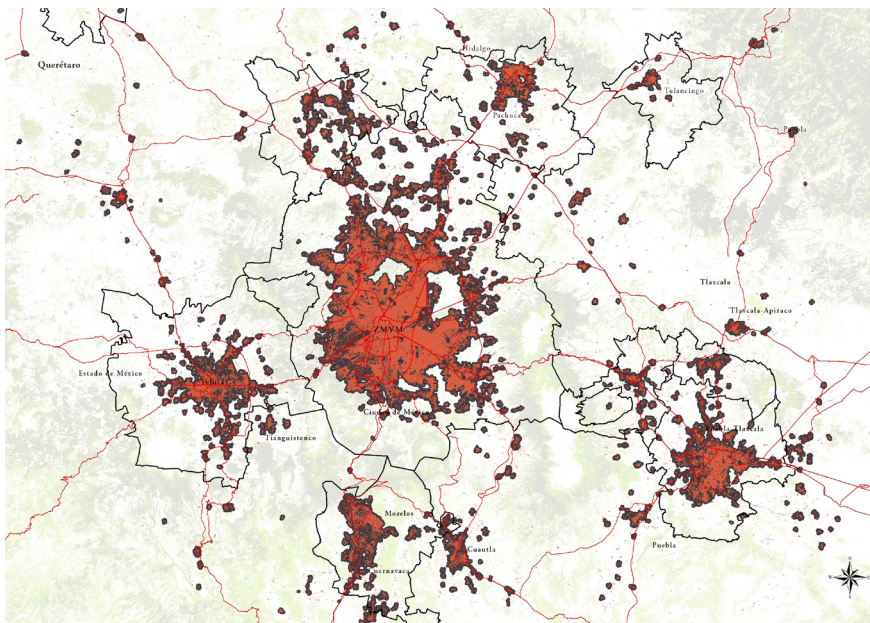 Hidalgo
Querétaro
Tulancingo
Pachuca
Puebla
Tlaxcala
Tlaxcala-Apizaco
ZMVM
Estado de México
Toluca
Ciudad de México
Puebla-Tlaxcala
Tianguistenco
Morelos
Puebla
Cuautla
Cuernavaca
N